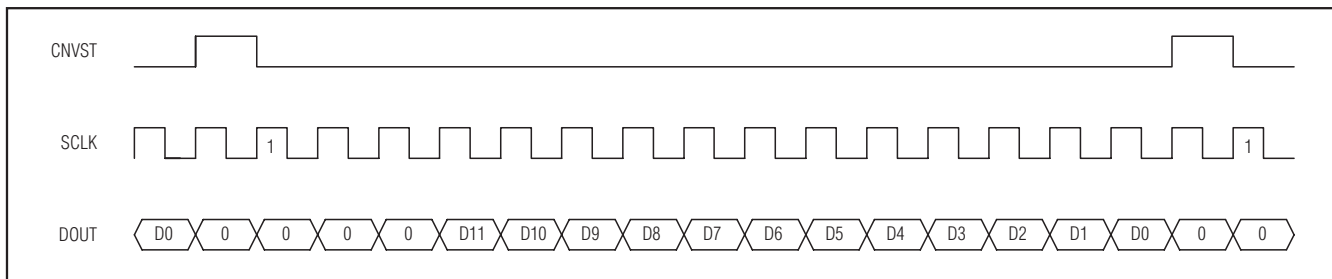 CNVST
SCLK 1 1
DOUT D0 0 0 0 0 D11 D10 D9 D8 D7 D6 D5 D4 D3 D2 D1 D0 0 0